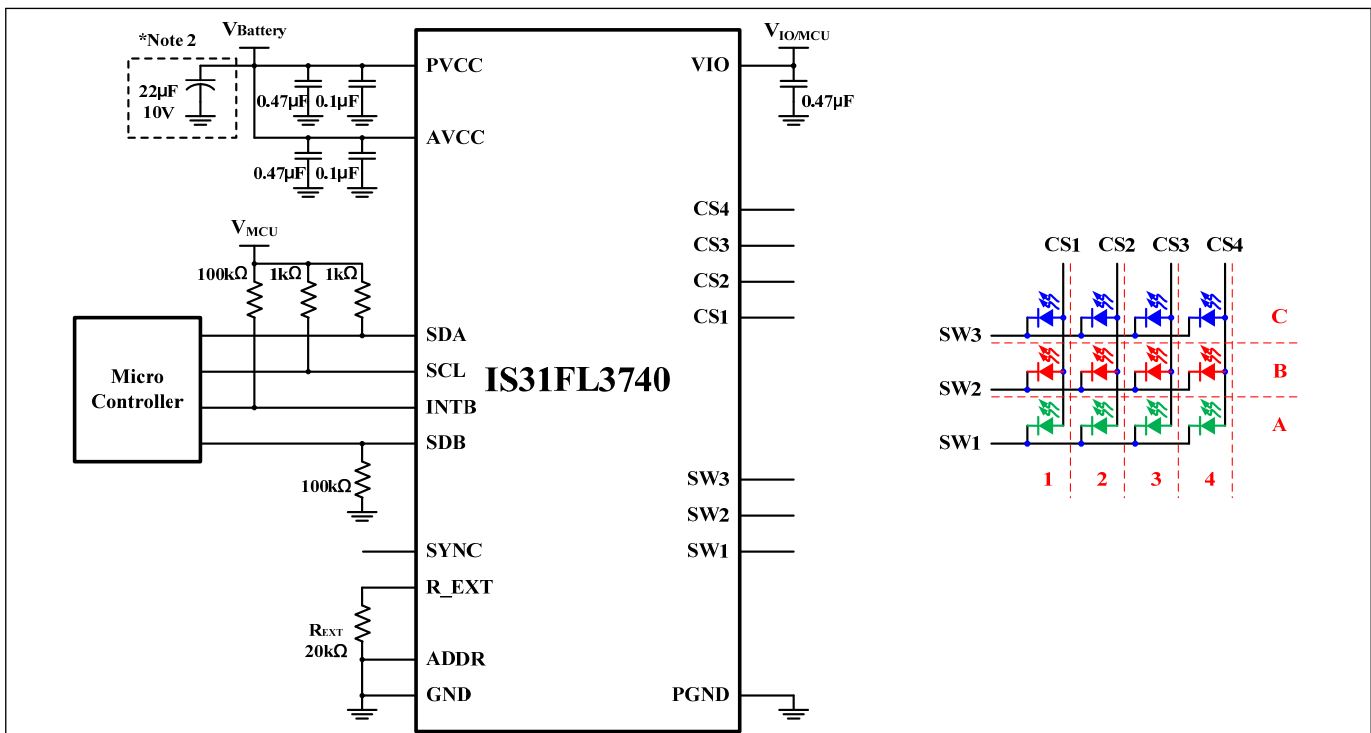 *Note 2
VBattery
22µF
10V
0.47µF
0.1µF
0.47µF
0.1µF
VMCU
100kΩ
1kΩ
1kΩ
Micro
Controller
100kΩ
REXT
20kΩ
PVCC
AVCC
SDA
SCL
INTB
SDB
SYNC
R_EXT
ADDR
GND
IS31FL3740
VIO
CS4
CS3
CS2
CS1
SW3
SW2
SW1
PGND
VIO/MCU
0.47µF
CS1 CS2 CS3 CS4
SW3
C
SW2
B
SW1
A
1 2 3 4